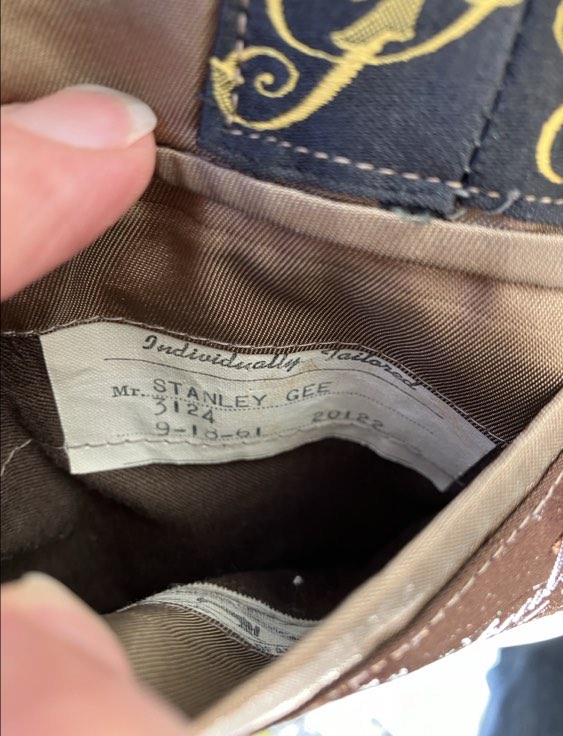 Individually Tailored
Mr. STANLEY GEE
3124
9-18-61 20122